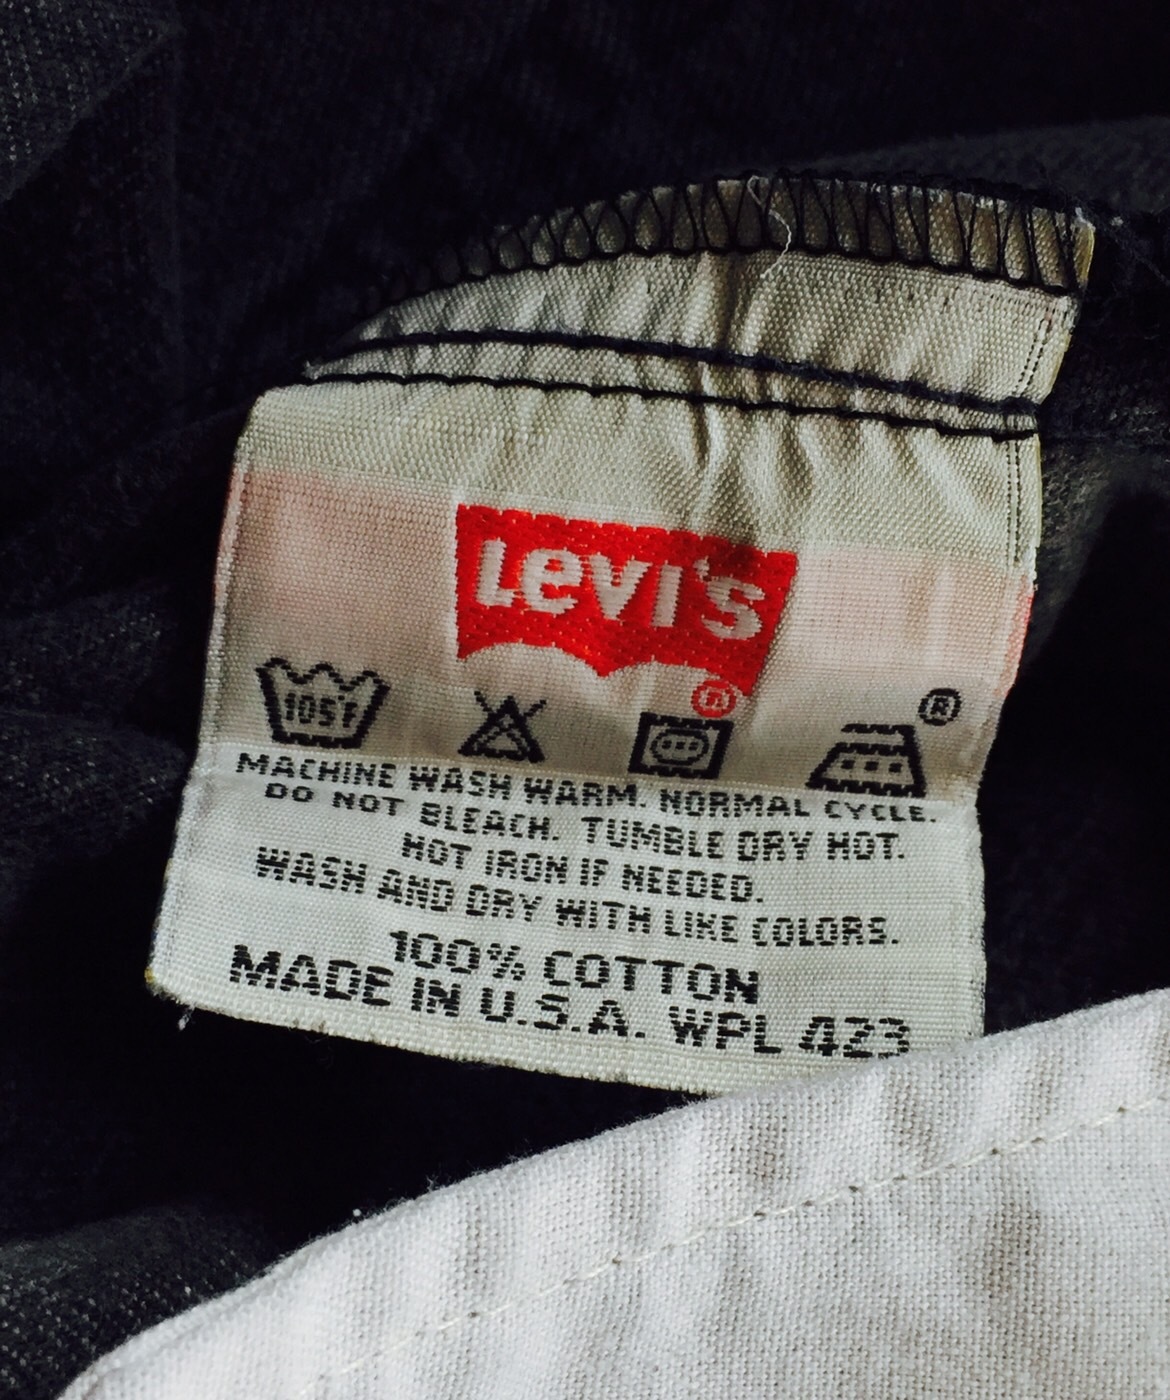 Levi's
®
®
105°F
MACHINE WASH WARM. NORMAL CYCLE.
DO NOT BLEACH. TUMBLE DRY HOT.
HOT IRON IF NEEDED.
WASH AND DRY WITH LIKE COLORS.
100% COTTON
MADE IN U.S.A. WPL 423